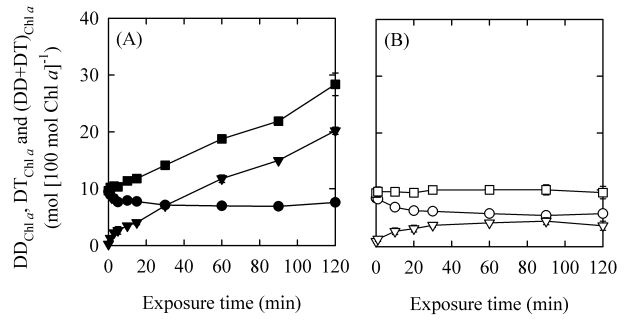 DD_Chl a, DT_Chl a and (DD+DT)_Chl a
(mol [100 mol Chl a]^-1)
40
30
20
10
0
(A)
(B)
0 20 40 60 80 100 120
0 20 40 60 80 100 120
Exposure time (min)
Exposure time (min)